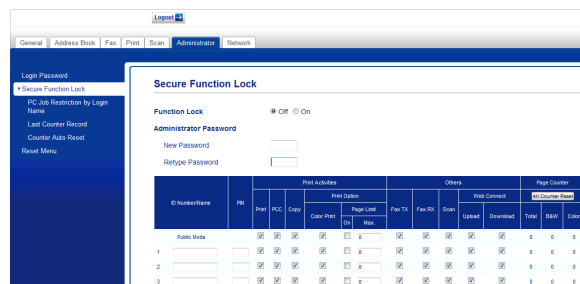 Logout
General Address Book Fax Print Scan Administrator Network
Login Password
Secure Function Lock
PC Job Restriction by Login
Name
Last Counter Record
Counter Auto Reset
Reset Menu
Secure Function Lock
Function Lock Off On
Administrator Password
New Password
Retype Password
Print Activities Others Page Counter
ID Number/Name PIN Print PCC Copy Print Option Fax TX Fax RX Scan Web Connect All Counter Reset
Color Print Page Limit Upload Download Total B&W Color
On Max.
Public Mode 0 0 0 0
1 0 0 0 0
2 0 0 0 0
3 0 0 0 0